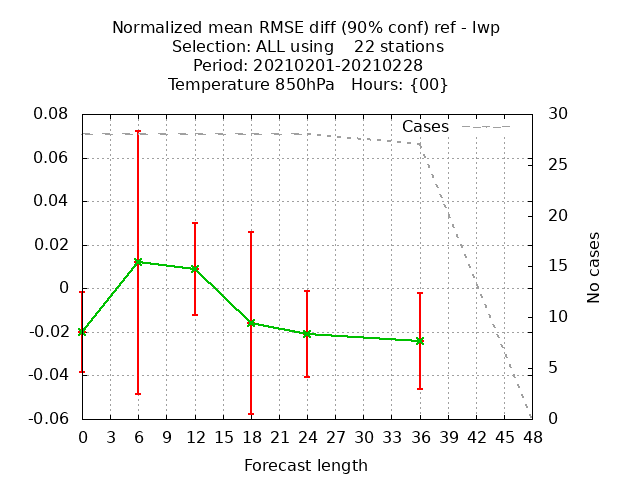 Normalized mean RMSE diff (90% conf) ref - lwp
Selection: ALL using    22 stations
Period: 20210201-20210228
Temperature 850hPa   Hours: {00}
Cases
0.08
0.06
0.04
0.02
0
-0.02
-0.04
-0.06
30
25
20
15
10
5
0
No cases
0 3 6 9 12 15 18 21 24 27 30 33 36 39 42 45 48
Forecast length